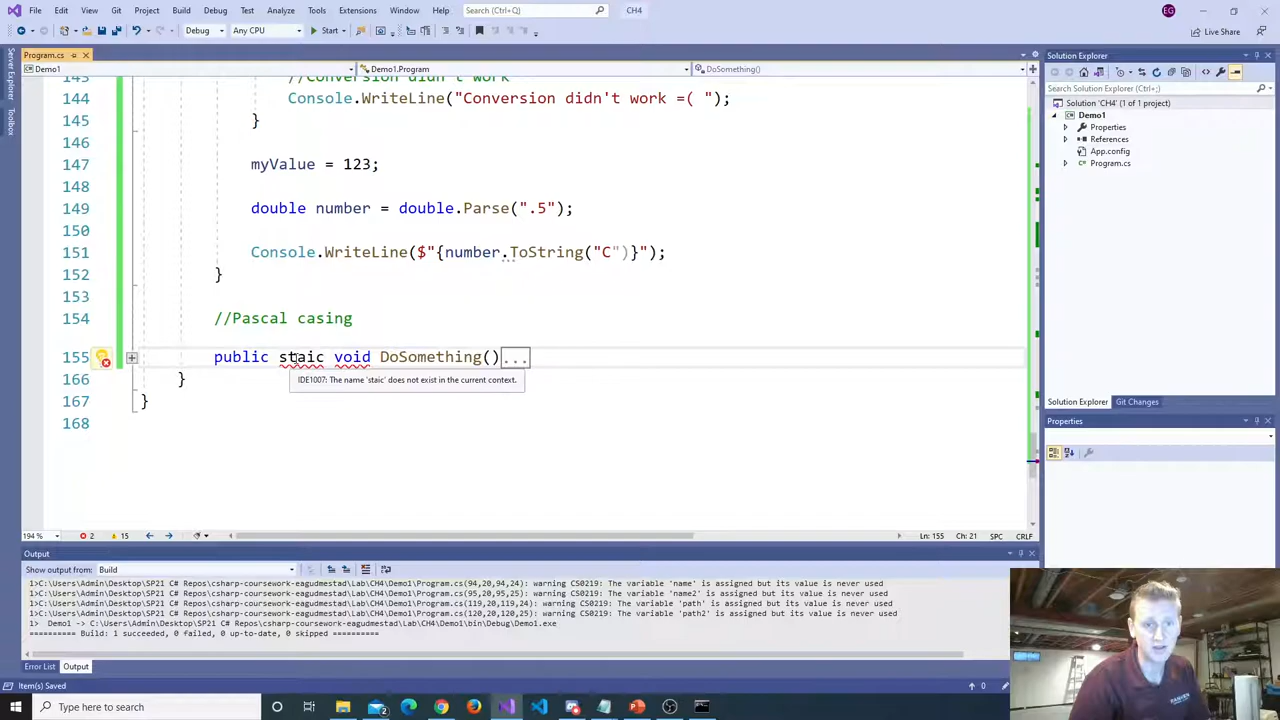 File Edit View Git Project Build Debug Test Analyze Tools Extensions Window Help Search (Ctrl+Q) CH4 EG
Debug Any CPU Start Live Share
Program.cs
Demo1 Demo1.Program DoSomething()
Server Explorer
Toolbox
143 //Conversion didn't work
144 Console.WriteLine("Conversion didn't work =( ");
145 }
146
147 myValue = 123;
148
149 double number = double.Parse(".5");
150
151 Console.WriteLine($"{number.ToString("C")}");
152 }
153
154 //Pascal casing
155 public staic void DoSomething()...
IDE1007: The name 'staic' does not exist in the current context.
166 }
167 }
168
194 % 2 15 Ln: 155 Ch: 21 SPC CRLF
Solution Explorer
Search Solution Explorer (Ctrl+;)
Solution 'CH4' (1 of 1 project)
Demo1
Properties
References
App.config
Program.cs
Solution Explorer Git Changes
Properties
Output
Show output from: Build
1>C:\Users\Admin\Desktop\SP21 C# Repos\csharp-coursework-eagudmestad\Lab\CH4\Demo1\Program.cs(94,20,94,24): warning CS0219: The variable 'name' is assigned but its value is never used
1>C:\Users\Admin\Desktop\SP21 C# Repos\csharp-coursework-eagudmestad\Lab\CH4\Demo1\Program.cs(95,20,95,25): warning CS0219: The variable 'name2' is assigned but its value is never used
1>C:\Users\Admin\Desktop\SP21 C# Repos\csharp-coursework-eagudmestad\Lab\CH4\Demo1\Program.cs(119,20,119,24): warning CS0219: The variable 'path' is assigned but its value is never used
1>C:\Users\Admin\Desktop\SP21 C# Repos\csharp-coursework-eagudmestad\Lab\CH4\Demo1\Program.cs(120,20,120,25): warning CS0219: The variable 'path2' is assigned but its value is never used
1> Demo1 -> C:\Users\Admin\Desktop\SP21 C# Repos\csharp-coursework-eagudmestad\Lab\CH4\Demo1\bin\Debug\Demo1.exe
========== Build: 1 succeeded, 0 failed, 0 up-to-date, 0 skipped ==========
Error List Output
Item(s) Saved 0
Type here to search